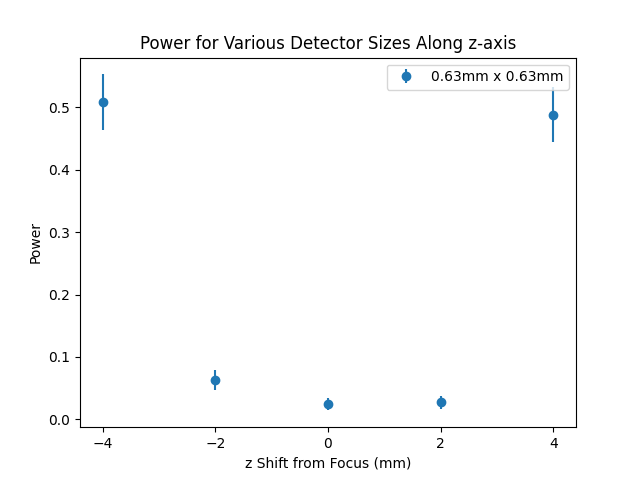 Power for Various Detector Sizes Along z-axis
0.63mm x 0.63mm
Power
0.5
0.4
0.3
0.2
0.1
0.0
−4
−2
0
2
4
z Shift from Focus (mm)